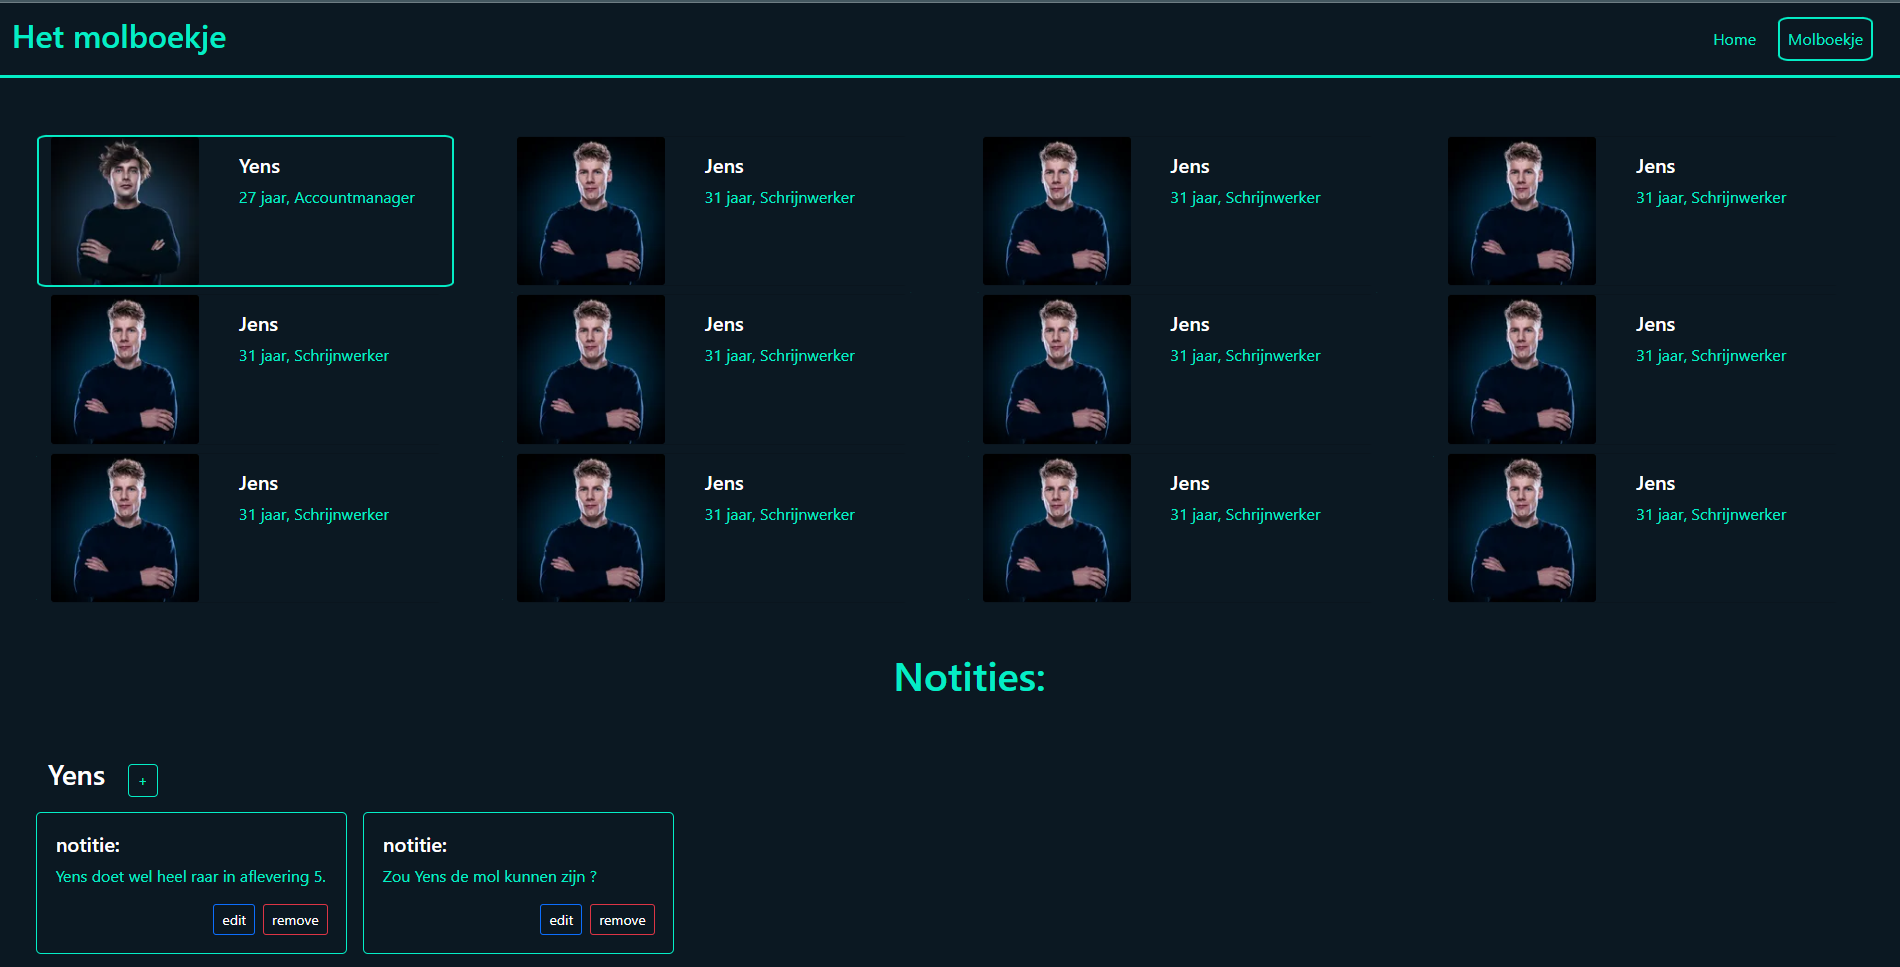 Het molboekje
Home
Molboekje
Yens
27 jaar, Accountmanager
Jens
31 jaar, Schrijnwerker
Jens
31 jaar, Schrijnwerker
Jens
31 jaar, Schrijnwerker
Jens
31 jaar, Schrijnwerker
Jens
31 jaar, Schrijnwerker
Jens
31 jaar, Schrijnwerker
Jens
31 jaar, Schrijnwerker
Jens
31 jaar, Schrijnwerker
Jens
31 jaar, Schrijnwerker
Jens
31 jaar, Schrijnwerker
Jens
31 jaar, Schrijnwerker
Notities:
Yens
+
notitie:
Yens doet wel heel raar in aflevering 5.
edit
remove
notitie:
Zou Yens de mol kunnen zijn ?
edit
remove